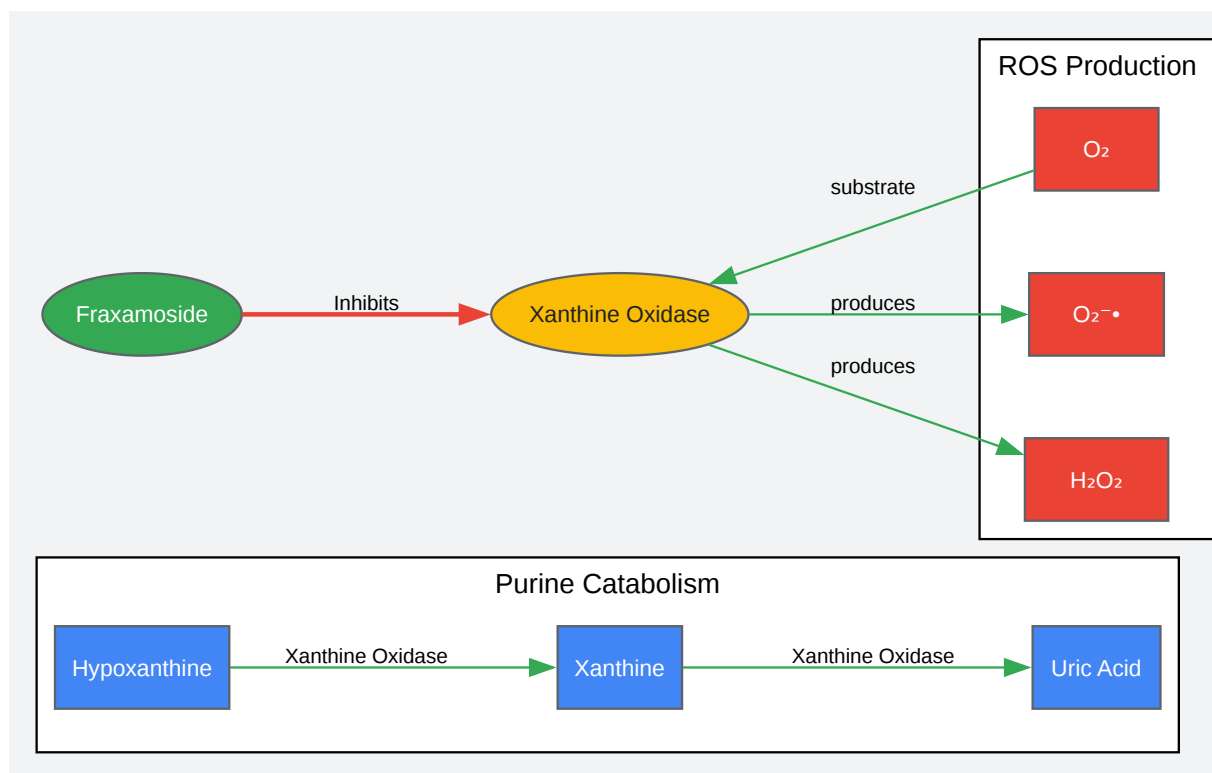 ROS Production
O₂
substrate
Fraxamoside
Inhibits
Xanthine Oxidase
produces
O₂⁻•
produces
H₂O₂
Purine Catabolism
Hypoxanthine
Xanthine Oxidase
Xanthine
Xanthine Oxidase
Uric Acid